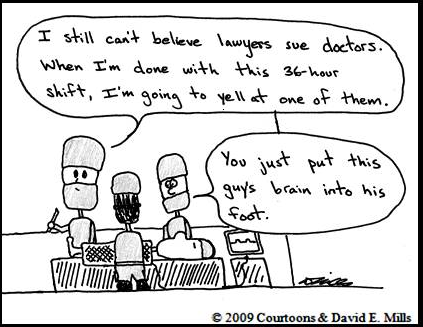 I still can't believe lawyers sue doctors.
When I'm done with this 36-hour
shift, I'm going to yell at one of them.
You just put this
guys brain into his
foot.
© 2009 Courtoons & David E. Mills